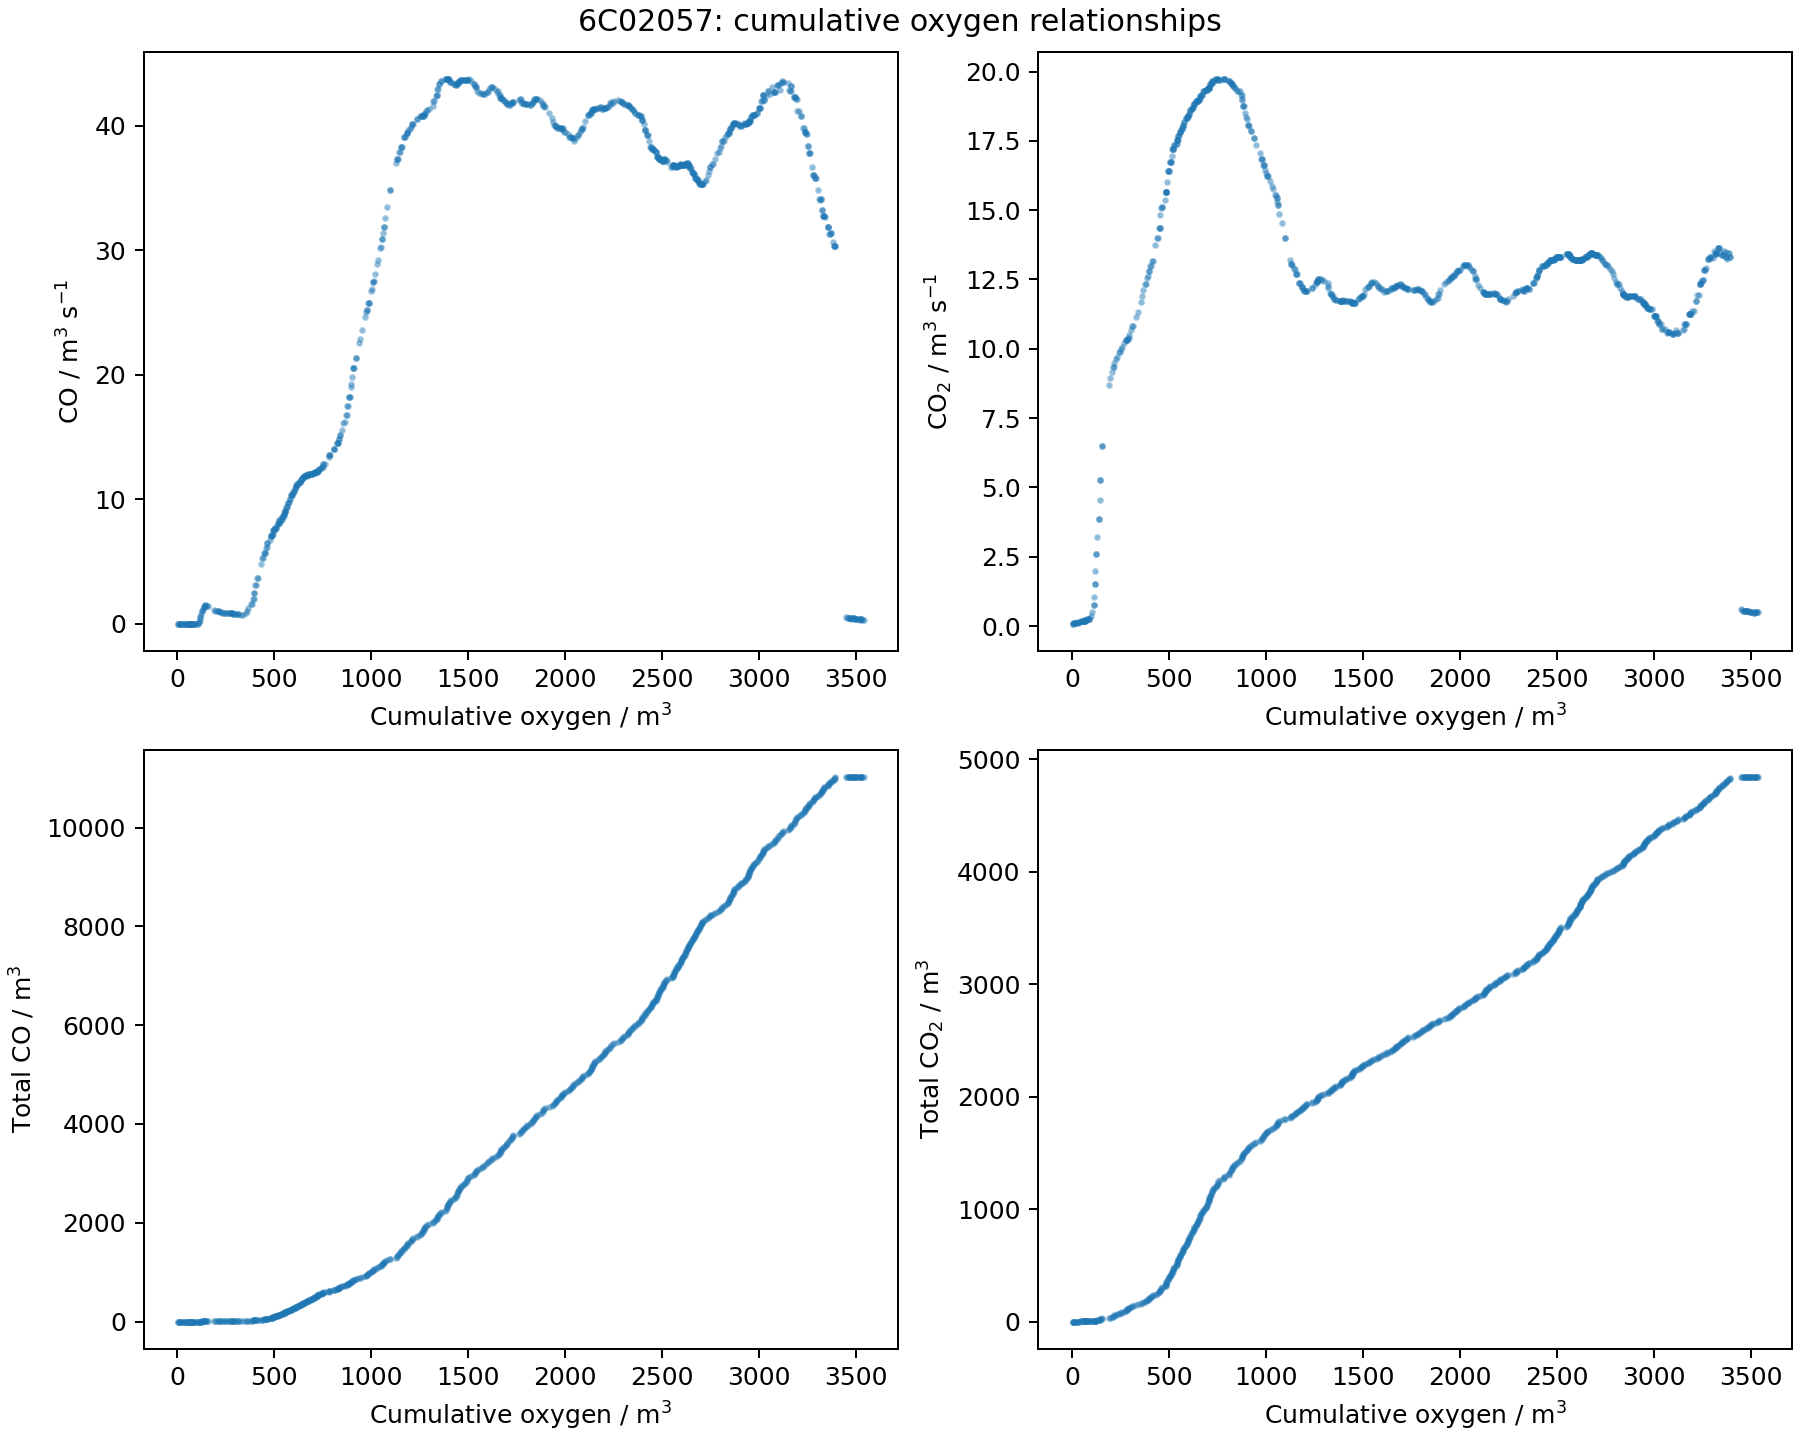 6C02057: cumulative oxygen relationships
CO / m³ s⁻¹
40
30
20
10
0
0 500 1000 1500 2000 2500 3000 3500
Cumulative oxygen / m³
CO₂ / m³ s⁻¹
20.0
17.5
15.0
12.5
10.0
7.5
5.0
2.5
0.0
0 500 1000 1500 2000 2500 3000 3500
Cumulative oxygen / m³
Total CO / m³
10000
8000
6000
4000
2000
0
0 500 1000 1500 2000 2500 3000 3500
Cumulative oxygen / m³
Total CO₂ / m³
5000
4000
3000
2000
1000
0
0 500 1000 1500 2000 2500 3000 3500
Cumulative oxygen / m³